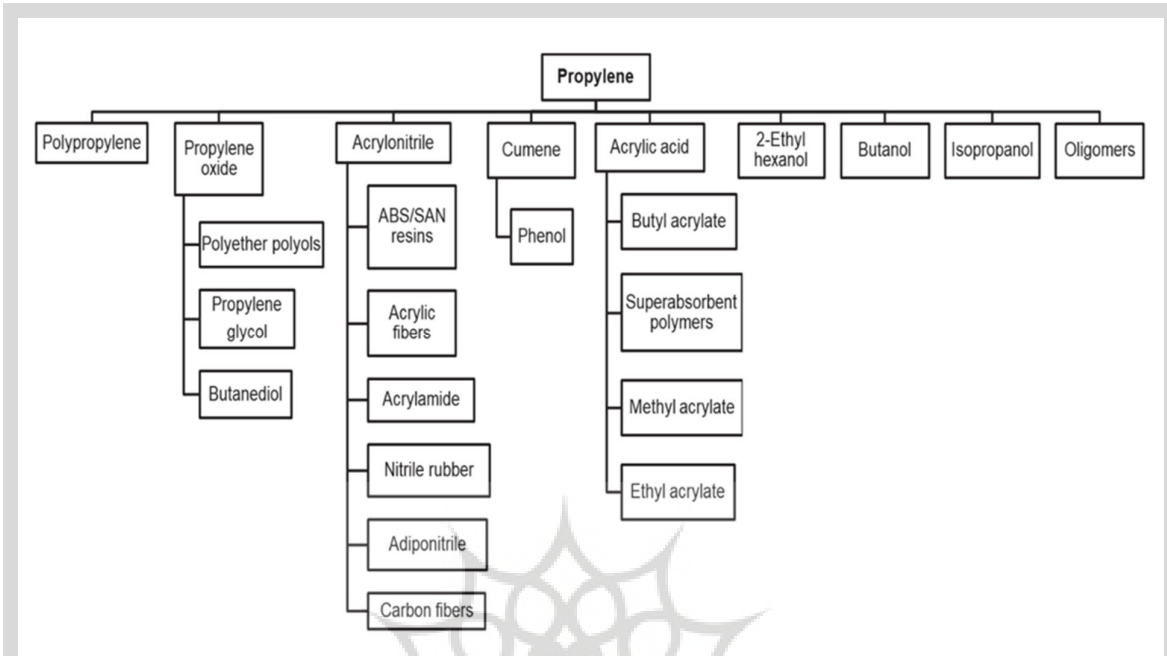 Propylene
Polypropylene
Propylene
oxide
Acrylonitrile
Cumene
Acrylic acid
2-Ethyl
hexanol
Butanol
Isopropanol
Oligomers
Polyether polyols
Propylene
glycol
Butanediol
ABS/SAN
resins
Acrylic
fibers
Acrylamide
Nitrile rubber
Adiponitrile
Carbon fibers
Phenol
Butyl acrylate
Superabsorbent
polymers
Methyl acrylate
Ethyl acrylate